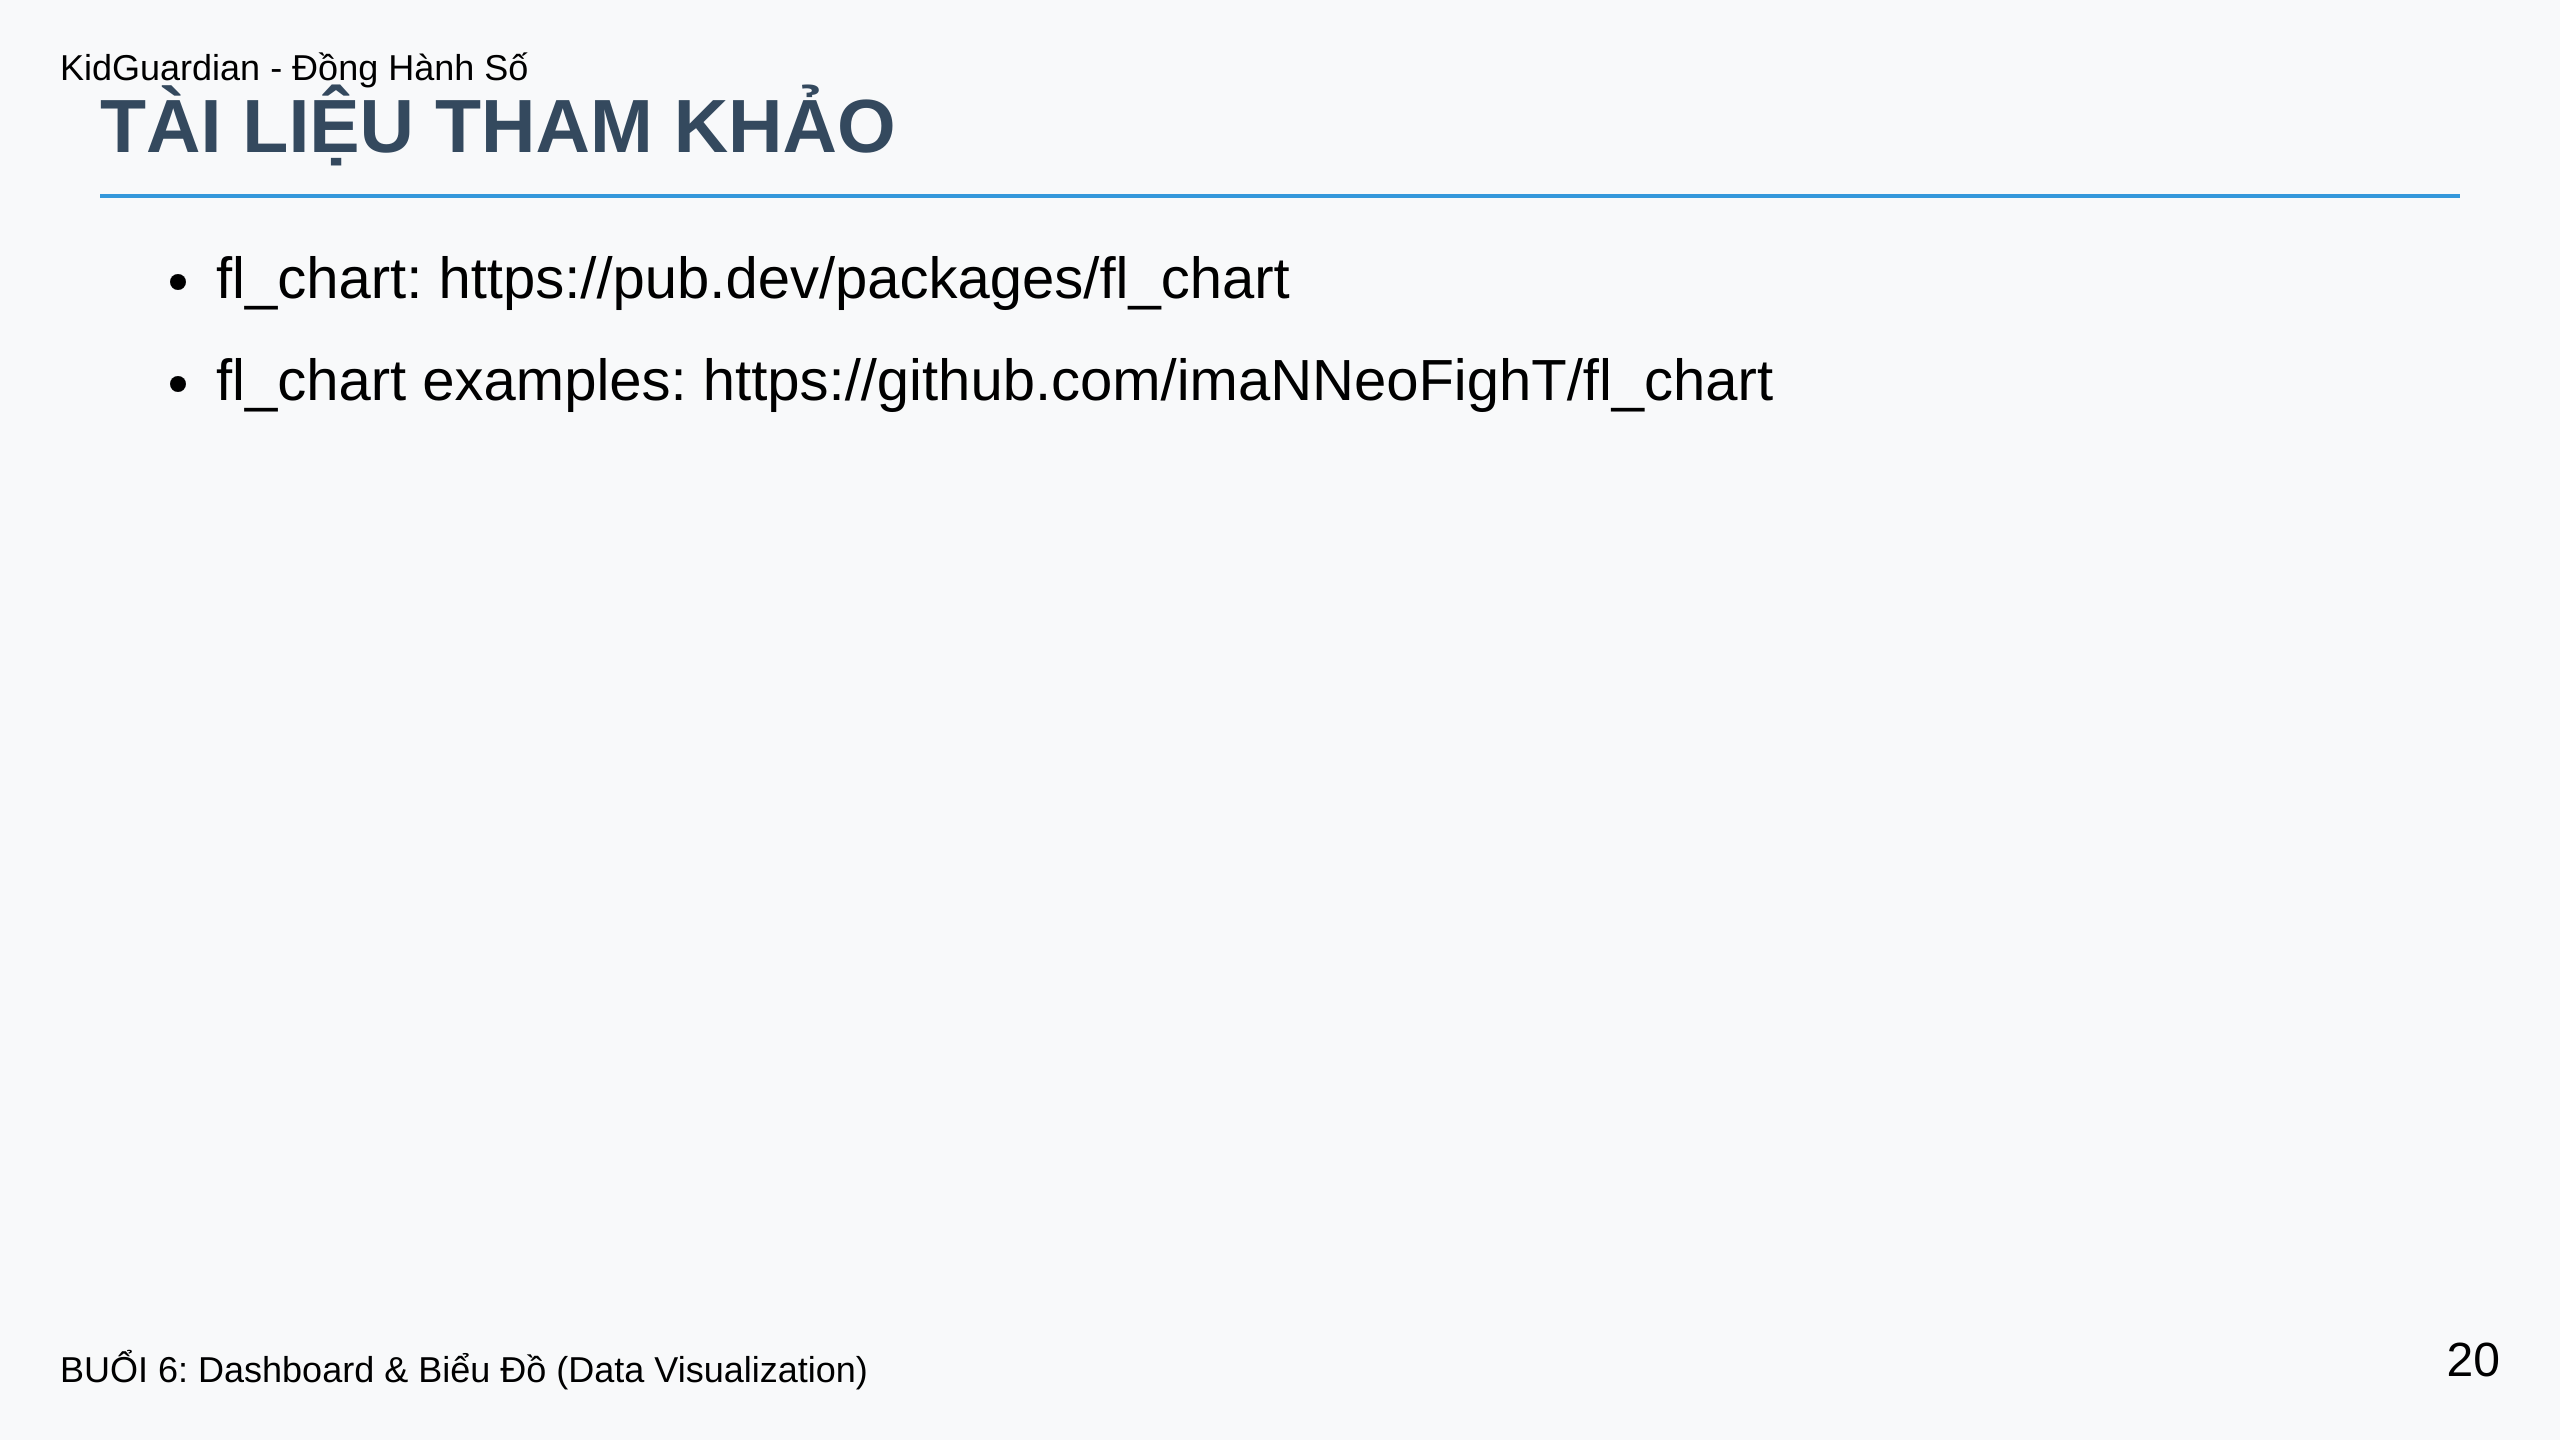 KidGuardian - Đồng Hành Số
TÀI LIỆU THAM KHẢO
• fl_chart: https://pub.dev/packages/fl_chart
• fl_chart examples: https://github.com/imaNNeoFighT/fl_chart
BUỔI 6: Dashboard & Biểu Đồ (Data Visualization)
20